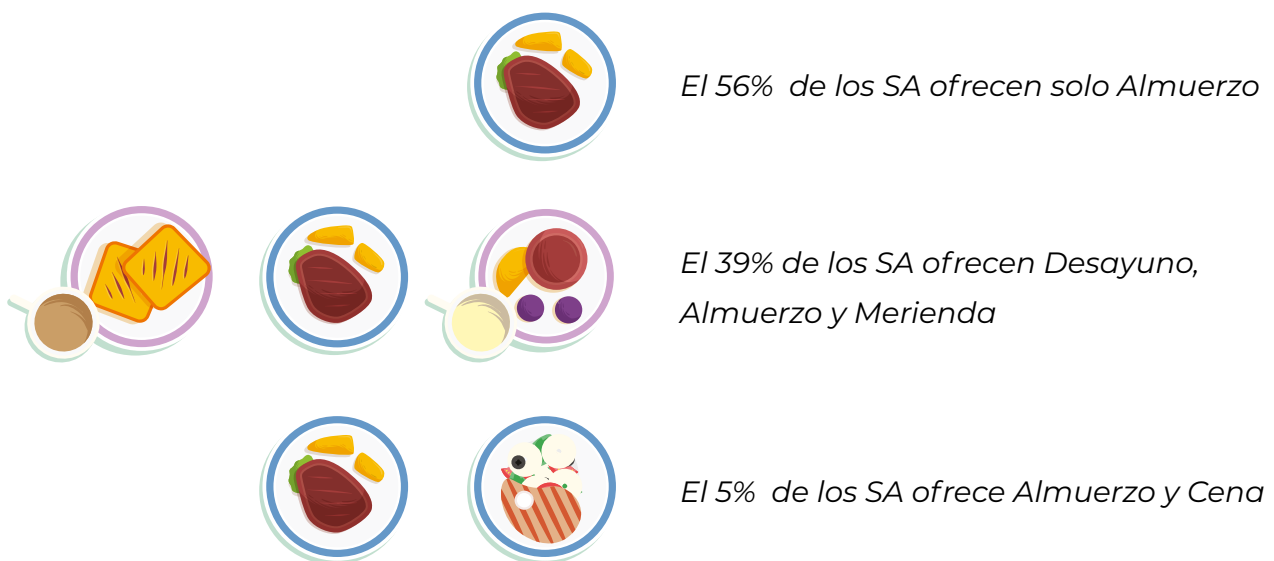 El 56% de los SA ofrecen solo Almuerzo
El 39% de los SA ofrecen Desayuno,
Almuerzo y Merienda
El 5% de los SA ofrece Almuerzo y Cena